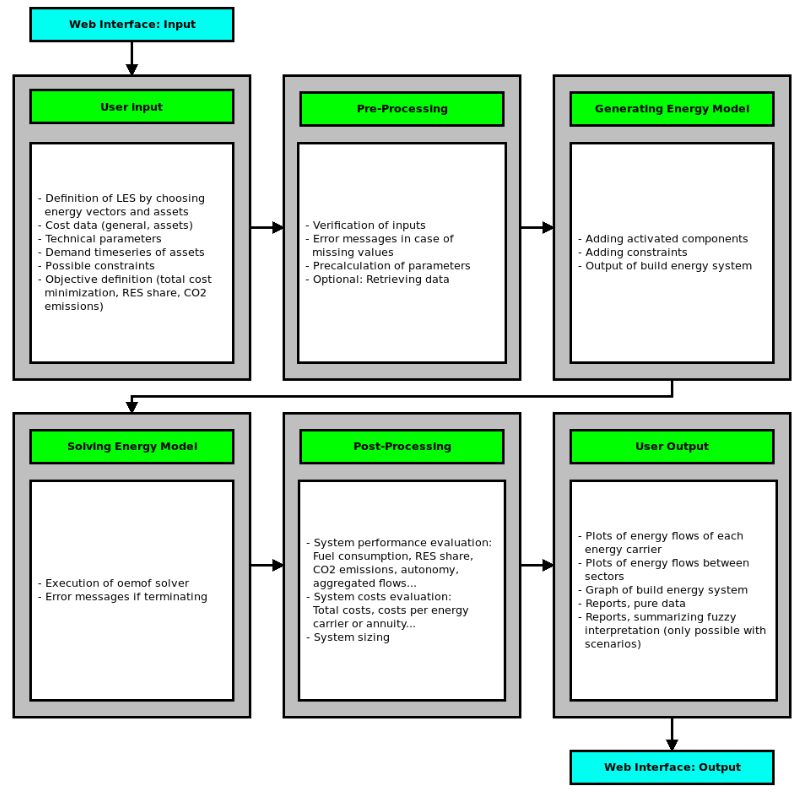 Web Interface: Input
User input
- Definition of LES by choosing
energy vectors and assets
- Cost data (general, assets)
- Technical parameters
- Demand timeseries of assets
- Possible constraints
- Objective definition (total cost
minimization, RES share, CO2
emissions)
Pre-Processing
- Verification of inputs
- Error messages in case of
missing values
- Precalculation of parameters
- Optional: Retrieving data
Generating Energy Model
- Adding activated components
- Adding constraints
- Output of build energy system
Solving Energy Model
- Execution of oemof solver
- Error messages if terminating
Post-Processing
- System performance evaluation:
Fuel consumption, RES share,
CO2 emissions, autonomy,
aggregated flows...
- System costs evaluation:
Total costs, costs per energy
carrier or annuity...
- System sizing
User Output
- Plots of energy flows of each
energy carrier
- Plots of energy flows between
sectors
- Graph of build energy system
- Reports, pure data
- Reports, summarizing fuzzy
interpretation (only possible with
scenarios)
Web Interface: Output